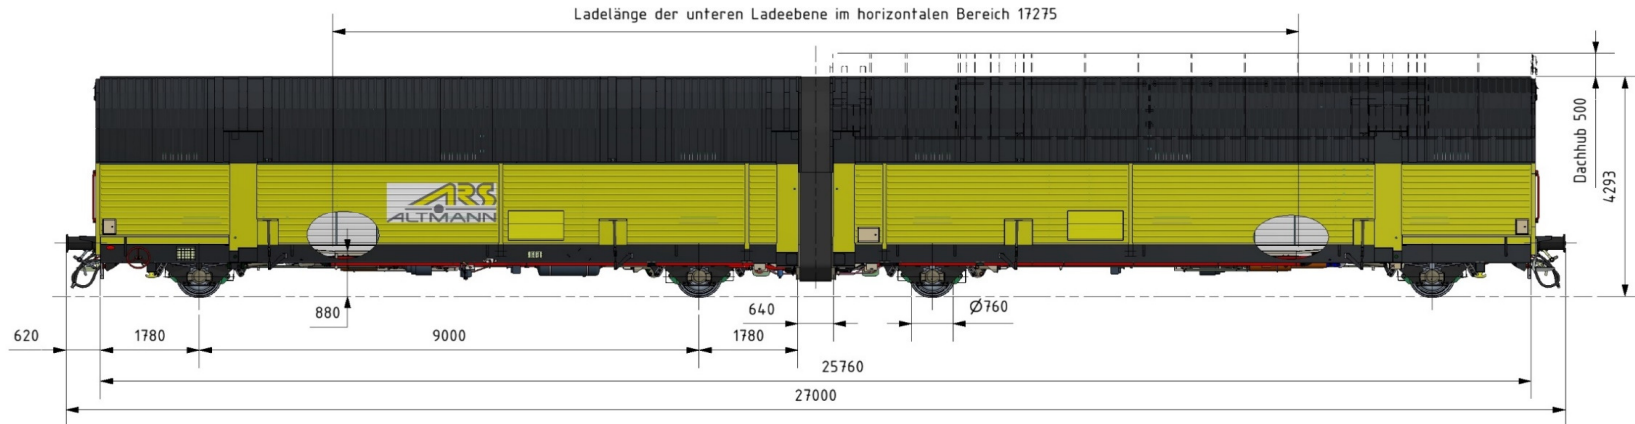 Ladelänge der unteren Ladeebene im horizontalen Bereich 17275
Dachhub 500
4293
ARS
ALTMANN
880
640
Ø760
620
1780
9000
1780
25760
27000